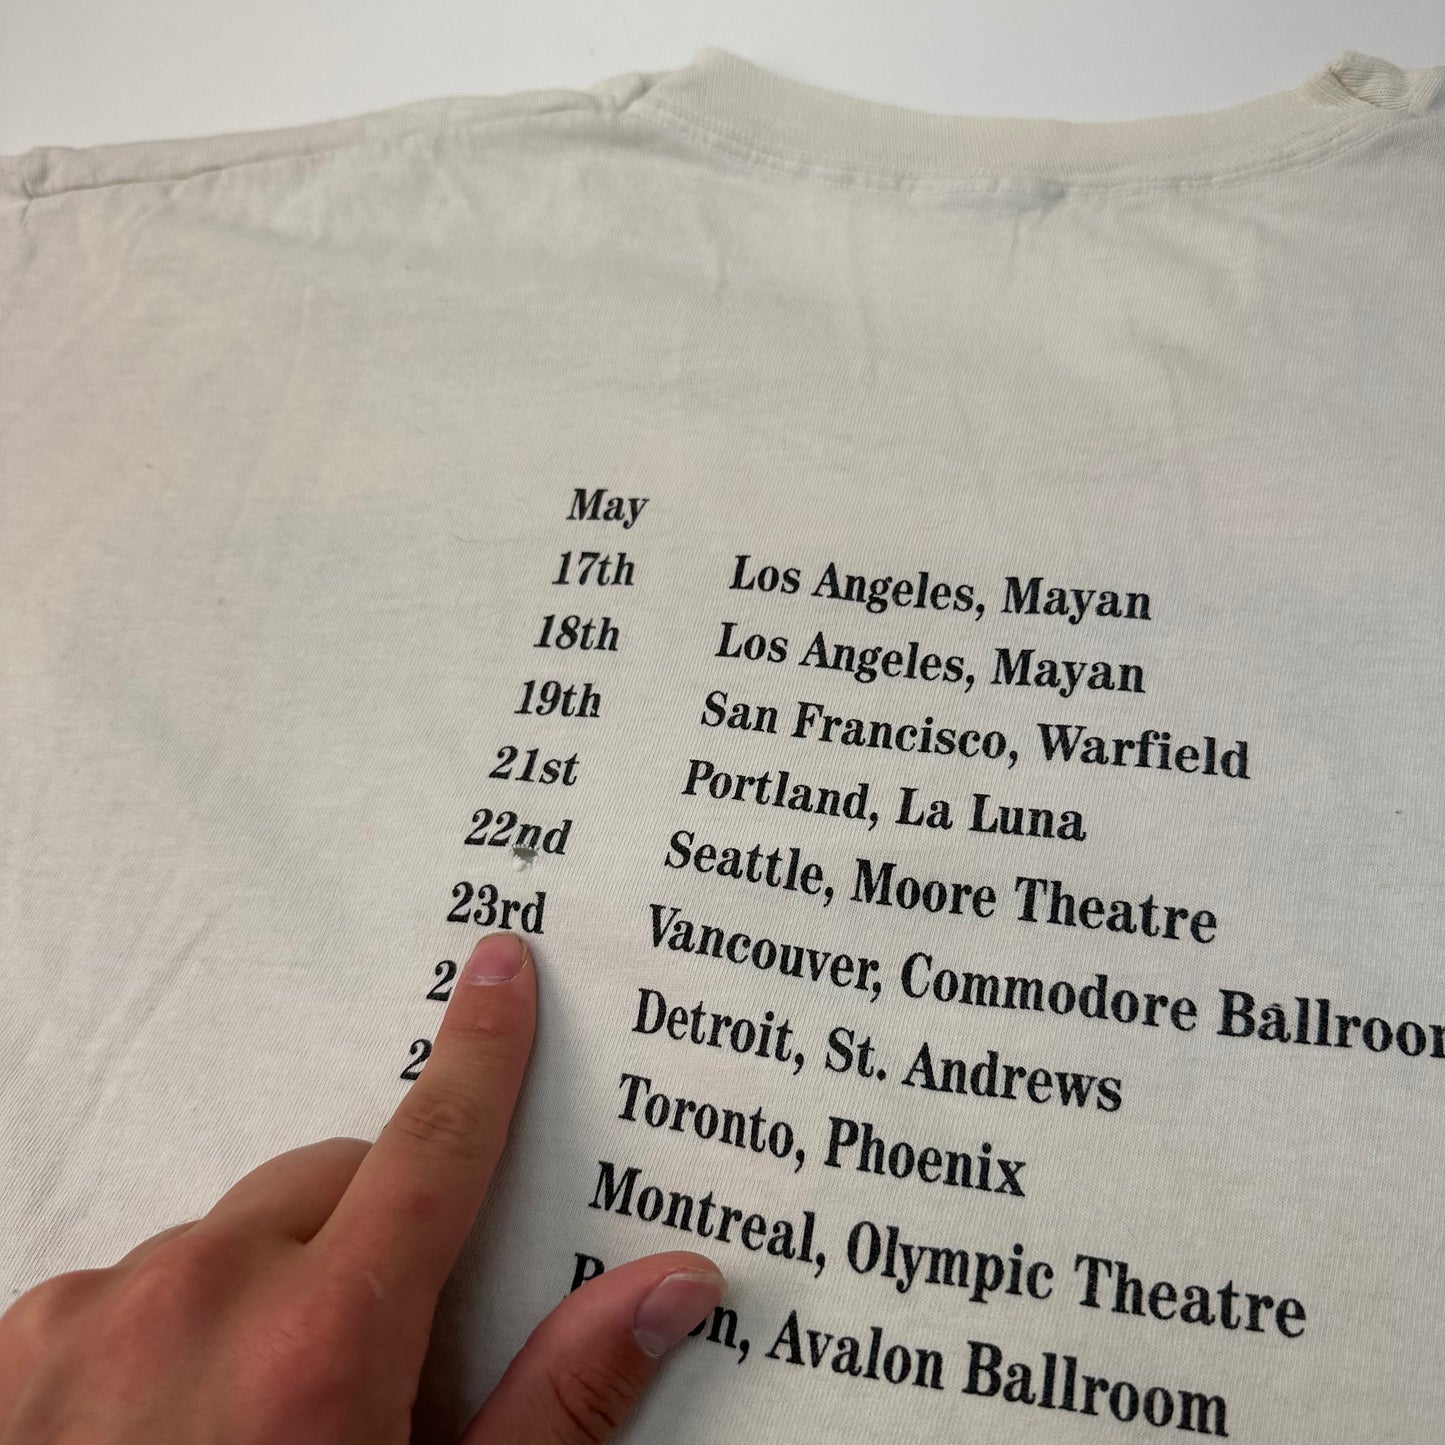 May
17th Los Angeles, Mayan
18th Los Angeles, Mayan
19th San Francisco, Warfield
21st Portland, La Luna
22nd Seattle, Moore Theatre
23rd Vancouver, Commodore
Detroit, St. Andrews
Toronto, Phoenix
Montreal, Olympic Theatre
Avalon Ballroom